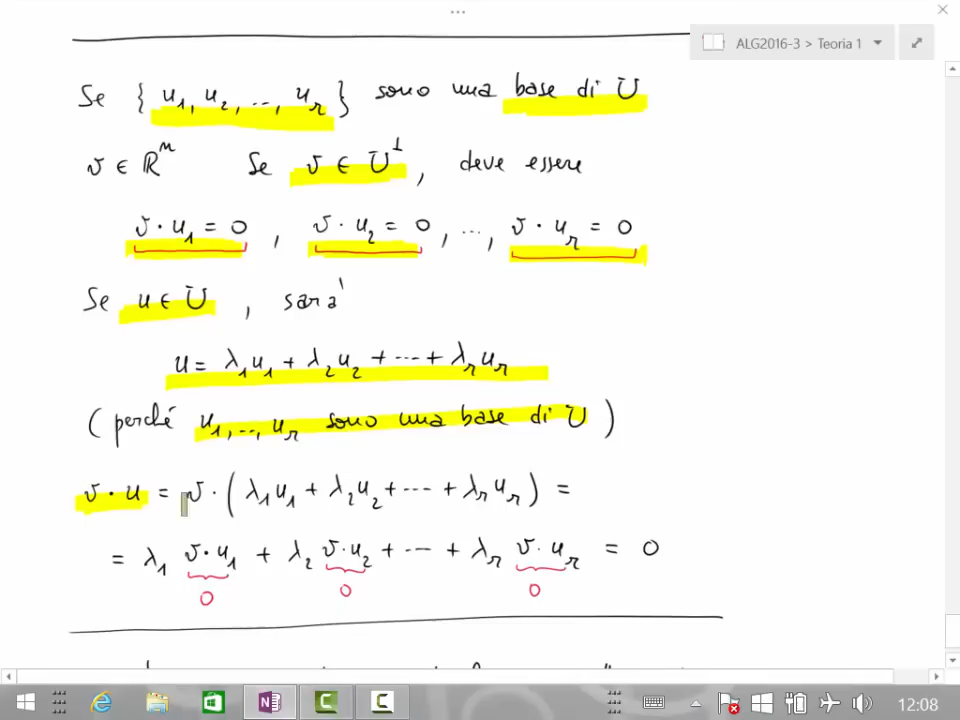 ...
ALG2016-3 > Teoria 1
Se { u₁, u₂, ..., uᵣ } sono una base di U
v ∈ ℝⁿ Se v ∈ U⊥, deve essere
v · u₁ = 0 , v · u₂ = 0 , ..., v · uᵣ = 0
Se u ∈ U , sara'
u = λ₁u₁ + λ₂u₂ + ... + λᵣuᵣ
( perché u₁, .., uᵣ sono una base di U )
v · u = v · ( λ₁u₁ + λ₂u₂ + ... + λᵣuᵣ ) =
= λ₁ v·u₁ + λ₂ v·u₂ + ... + λᵣ v·uᵣ = 0
0 0 0
12:08